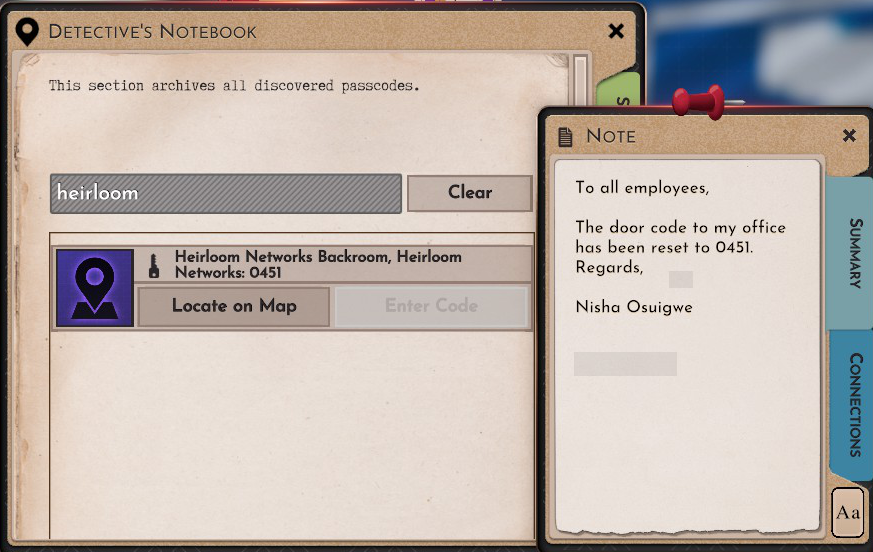 Detective's Notebook
This section archives all discovered passcodes.
heirloom
Clear
Heirloom Networks Backroom, Heirloom
Networks: 0451
Locate on Map
Enter Code
S
Note
To all employees,
The door code to my office
has been reset to 0451.
Regards,
Nisha Osuigwe
Summary
Connections
Aa